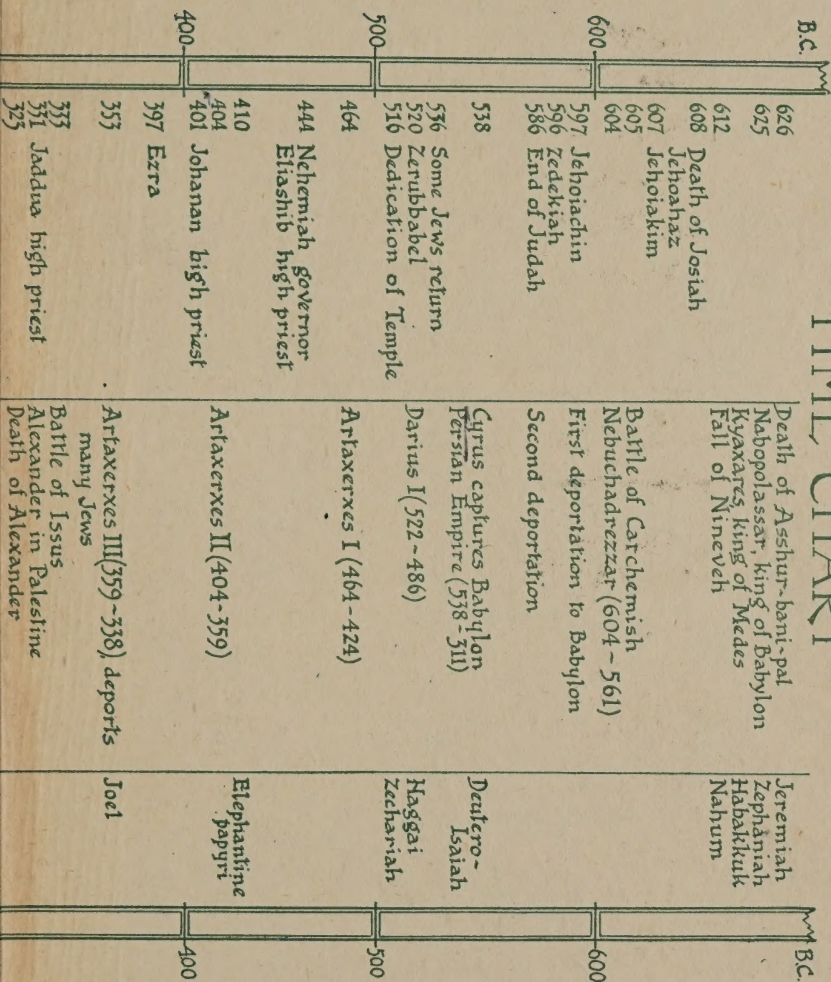 TIME CHART
B.C.
600
500
400
626
625
612
608 Death of Josiah
Jehoahaz
607 Jehoiakim
605
604
597 Jehoiachin
596 Zedekiah
586 End of Judah
538
536 Some Jews return
520 Zerubbabel
516 Dedication of Temple
464
444 Nehemiah governor
Eliashib high priest
410
404
401 Johanan high priest
397 Ezra
353
333
331 Jaddua high priest
323
Death of Asshur-bani-pal
Nabopolassar, king of Babylon
Kyaxares, king of Medes
Fall of Nineveh
Battle of Carchemish
Nebuchadrezzar (604 - 561)
First deportation to Babylon
Second deportation
Cyrus captures Babylon
Persian Empire (538 - 311)
Darius I (522 - 486)
Artaxerxes I (464 - 424)
Artaxerxes II (404 - 359)
Artaxerxes III (359 - 338), deports
many Jews
Battle of Issus
Alexander in Palestine
Death of Alexander
Jeremiah
Zephaniah
Habakkuk
Nahum
Deutero-
Isaiah
Haggai
Zechariah
Elephantine
papyri
Joel
B.C.
600
500
400